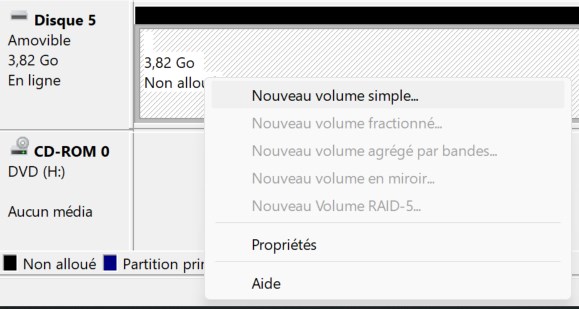 Disque 5
Amovible
3,82 Go
En ligne
3,82 Go
Non allou
Nouveau volume simple...
Nouveau volume fractionné...
Nouveau volume agrégé par bandes...
Nouveau volume en miroir...
Nouveau Volume RAID-5...
Propriétés
Aide
CD-ROM 0
DVD (H:)
Aucun média
Non alloué Partition prin